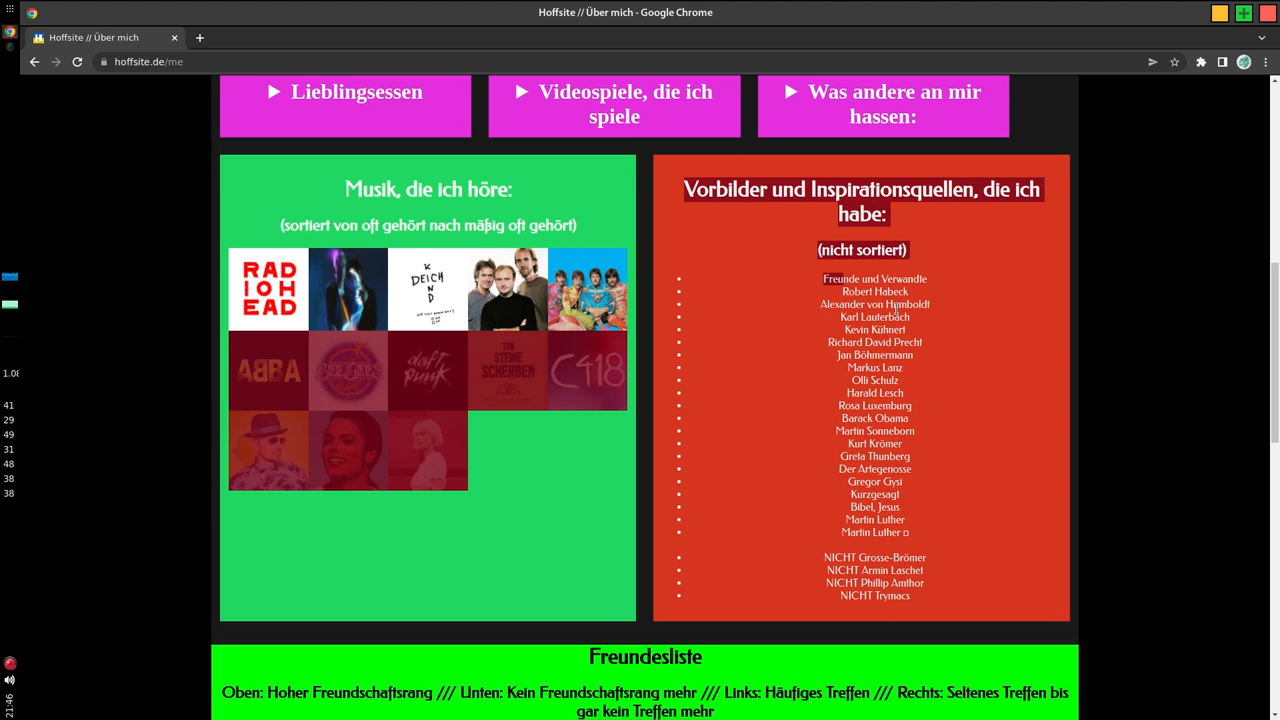 Hoffsite // Über mich - Google Chrome
Hoffsite // Über mich
hoffsite.de/me
▶ Lieblingsessen
▶ Videospiele, die ich
spiele
▶ Was andere an mir
hassen:
Musik, die ich höre:
(sortiert von oft gehört nach mäßig oft gehört)
RAD
IOH
EAD
K
DEICH
N
D
ABBA
BEE GEES
daft
punk
TON
STEINE
SCHERBEN
C418
Vorbilder und Inspirationsquellen, die ich
habe:
(nicht sortiert)
Freunde und Verwandte
Robert Habeck
Alexander von Humboldt
Karl Lauterbach
Kevin Kühnert
Richard David Precht
Jan Böhmermann
Markus Lanz
Olli Schulz
Harald Lesch
Rosa Luxemburg
Barack Obama
Martin Sonneborn
Kurt Krömer
Greta Thunberg
Der Artegenosse
Gregor Gysi
Kurzgesagt
Bibel, Jesus
Martin Luther
Martin Luther
NICHT Grosse-Brömer
NICHT Armin Laschet
NICHT Phillip Amthor
NICHT Trymacs
Freundesliste
Oben: Hoher Freundschaftsrang /// Unten: Kein Freundschaftsrang mehr /// Links: Häufiges Treffen /// Rechts: Seltenes Treffen bis
gar kein Treffen mehr
1.08
41
29
49
31
48
38
38
21:46